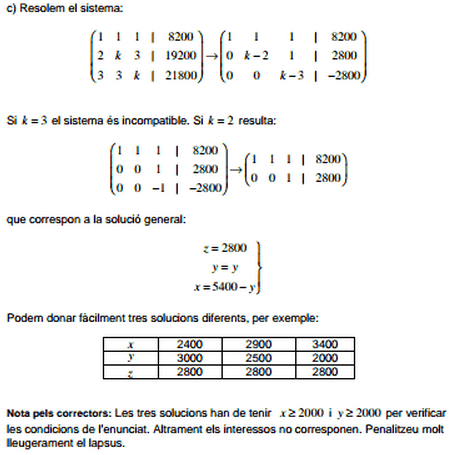 c) Resolem el sistema:
( 1 1 1 | 8200 ) ( 1 1 1 | 8200 )
( 2 k 3 | 19200 ) → ( 0 k−2 1 | 2800 )
( 3 3 k | 21800 ) ( 0 0 k−3 | −2800 )
Si k = 3 el sistema és incompatible. Si k = 2 resulta:
( 1 1 1 | 8200 )
( 0 0 1 | 2800 ) → ( 1 1 1 | 8200 )
( 0 0 −1 | −2800 ) ( 0 0 1 | 2800 )
que correspon a la solució general:
z = 2800
y = y }
x = 5400 − y
Podem donar fàcilment tres solucions diferents, per exemple:
x 2400 2900 3400
y 3000 2500 2000
z 2800 2800 2800
Nota pels correctors: Les tres solucions han de tenir x ≥ 2000 i y ≥ 2000 per verificar
les condicions de l'enunciat. Altrament els interessos no corresponen. Penalitzeu molt
lleugerament el lapsus.